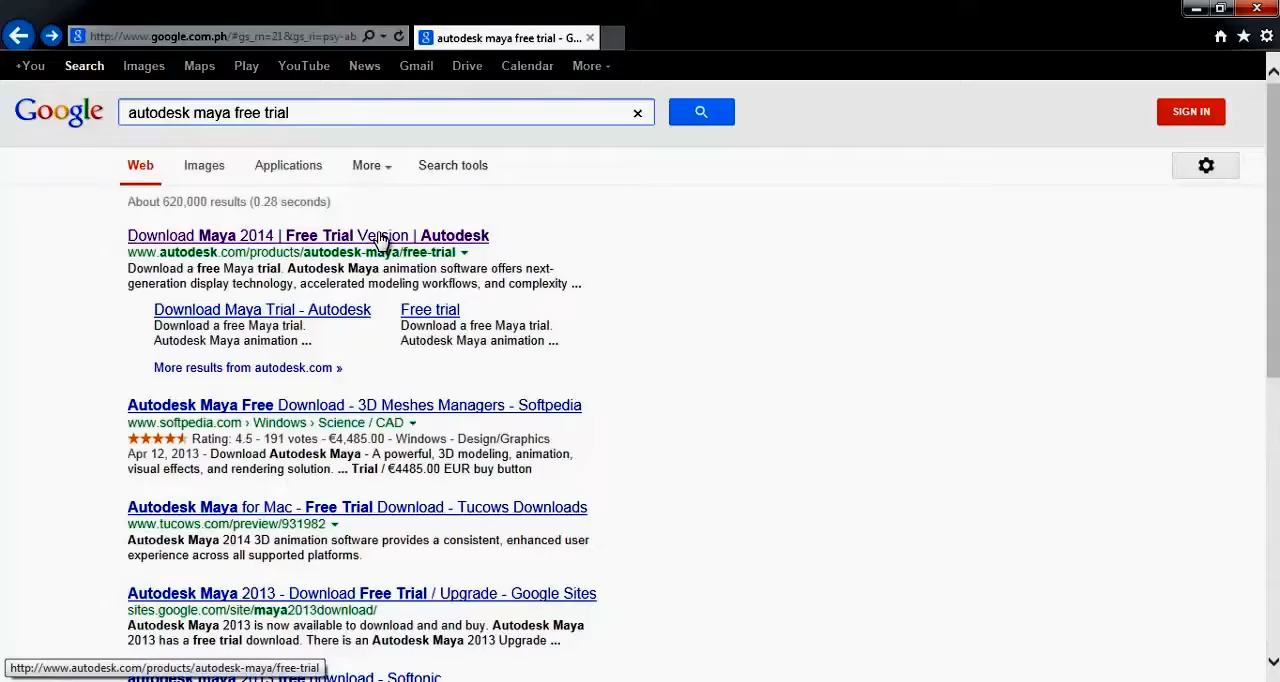 http://www.google.com.ph/#gs_rn=21&gs_ri=psy-ab
autodesk maya free trial - G...
+You Search Images Maps Play YouTube News Gmail Drive Calendar More
Google autodesk maya free trial
SIGN IN
Web Images Applications More Search tools
About 620,000 results (0.28 seconds)
Download Maya 2014 | Free Trial Version | Autodesk
www.autodesk.com/products/autodesk-maya/free-trial
Download a free Maya trial. Autodesk Maya animation software offers next-
generation display technology, accelerated modeling workflows, and complexity ...
Download Maya Trial - Autodesk
Download a free Maya trial.
Autodesk Maya animation ...
Free trial
Download a free Maya trial.
Autodesk Maya animation ...
More results from autodesk.com »
Autodesk Maya Free Download - 3D Meshes Managers - Softpedia
www.softpedia.com › Windows › Science / CAD
Rating: 4.5 - 191 votes - €4,485.00 - Windows - Design/Graphics
Apr 12, 2013 - Download Autodesk Maya - A powerful, 3D modeling, animation,
visual effects, and rendering solution. ... Trial / €4485.00 EUR buy button
Autodesk Maya for Mac - Free Trial Download - Tucows Downloads
www.tucows.com/preview/931982
Autodesk Maya 2014 3D animation software provides a consistent, enhanced user
experience across all supported platforms.
Autodesk Maya 2013 - Download Free Trial / Upgrade - Google Sites
sites.google.com/site/maya2013download/
Autodesk Maya 2013 is now available to download and and buy. Autodesk Maya
2013 has a free trial download. There is an Autodesk Maya 2013 Upgrade ...
http://www.autodesk.com/products/autodesk-maya/free-trial
autodesk maya 2013 free download - Softonic